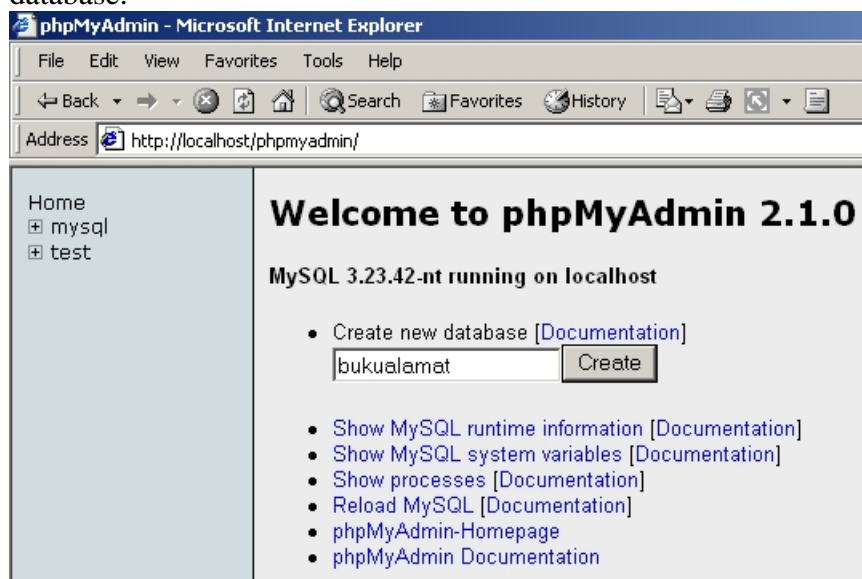 database.
phpMyAdmin - Microsoft Internet Explorer
File Edit View Favorites Tools Help
Back Search Favorites History
Address http://localhost/phpmyadmin/
Home
mysql
test
Welcome to phpMyAdmin 2.1.0
MySQL 3.23.42-nt running on localhost
Create new database [Documentation]
bukualamat Create
Show MySQL runtime information [Documentation]
Show MySQL system variables [Documentation]
Show processes [Documentation]
Reload MySQL [Documentation]
phpMyAdmin-Homepage
phpMyAdmin Documentation